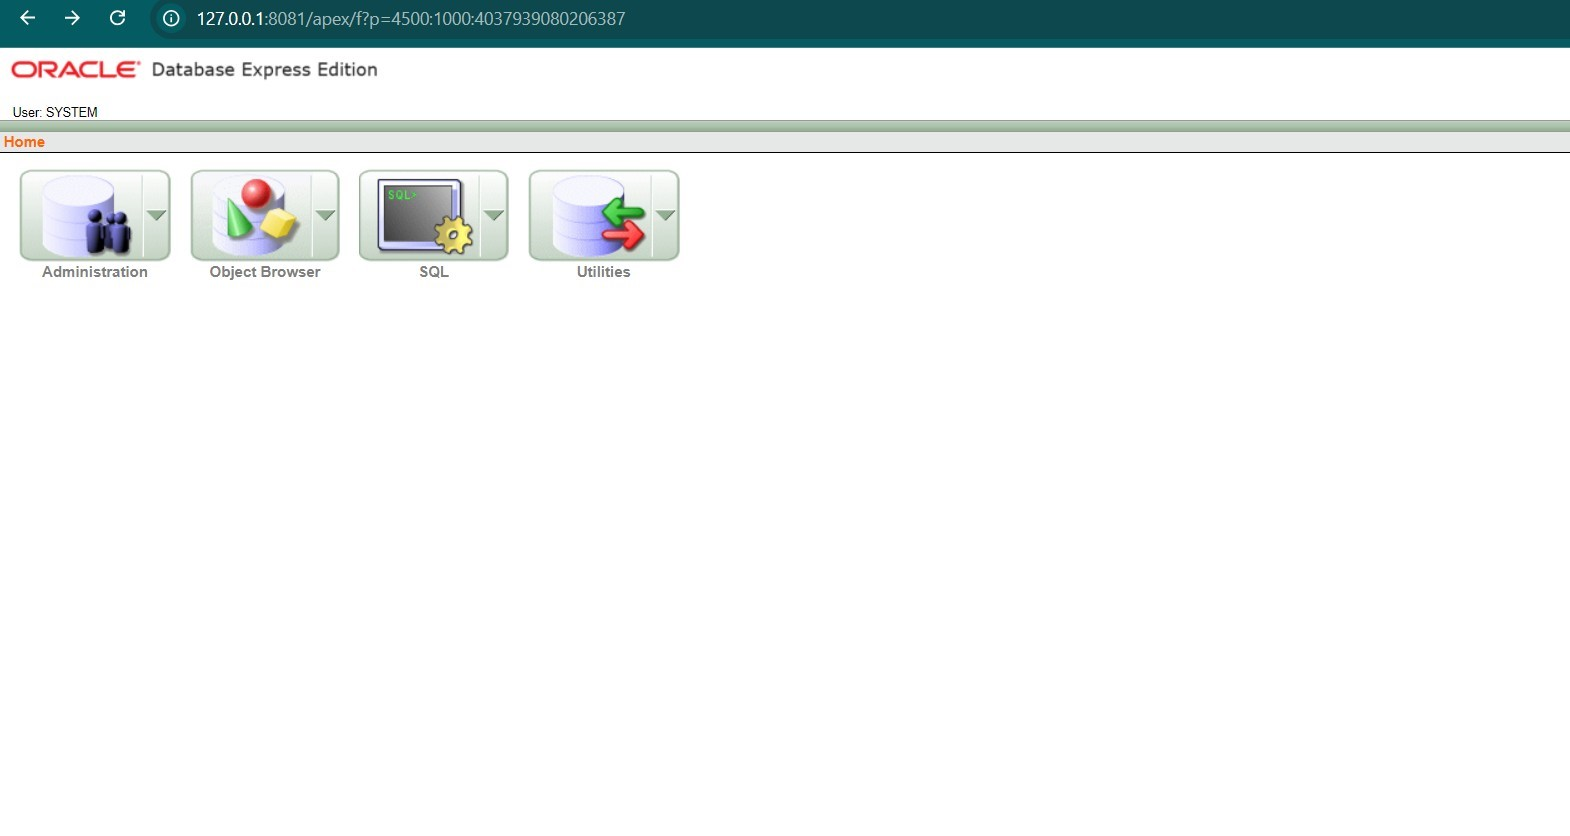 127.0.0.1:8081/apex/f?p=4500:1000:4037939080206387
ORACLE Database Express Edition
User: SYSTEM
Home
SQL>
Administration Object Browser SQL Utilities